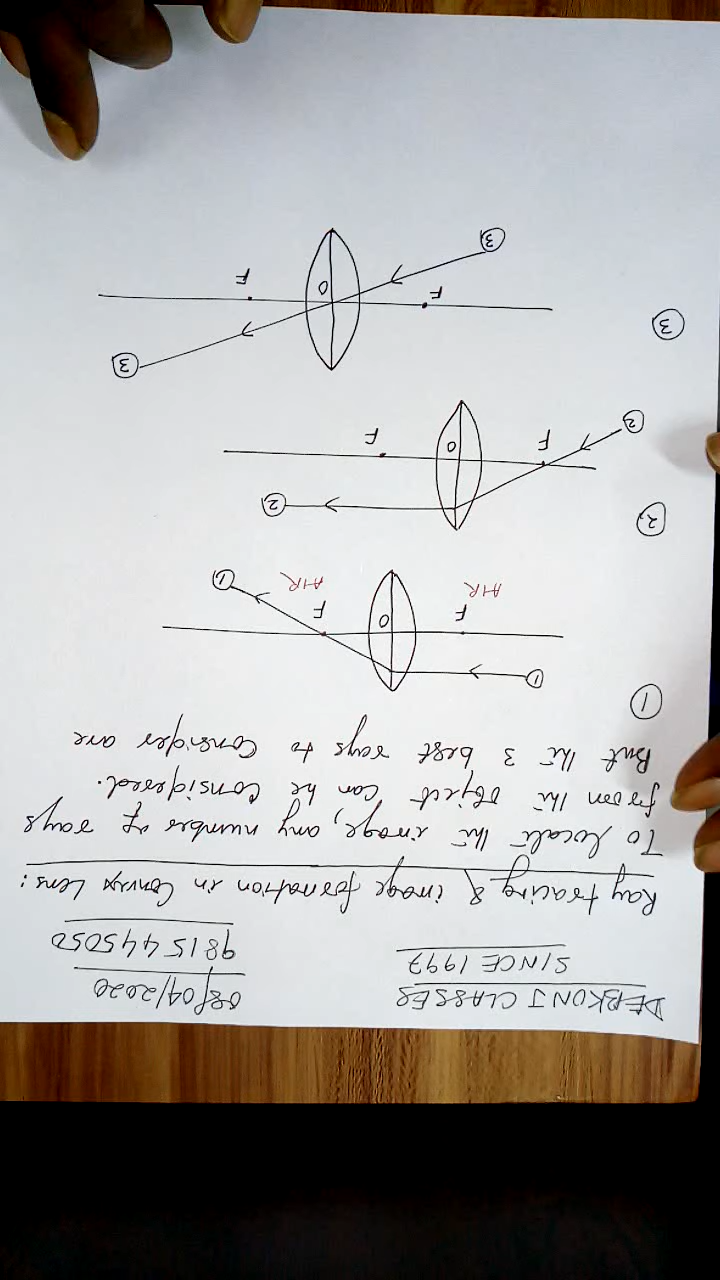 DEBKONJ CLASSES 08/04/2020
SINCE 1997 9815445050
Ray tracing & image formation in Convex Lens:
To locate the image, any number of rays
from the object can be considered.
But the 3 best rays to consider are
①
① F O F ①
AIR AIR
2.
② F O F ②
③
③ F O F ③